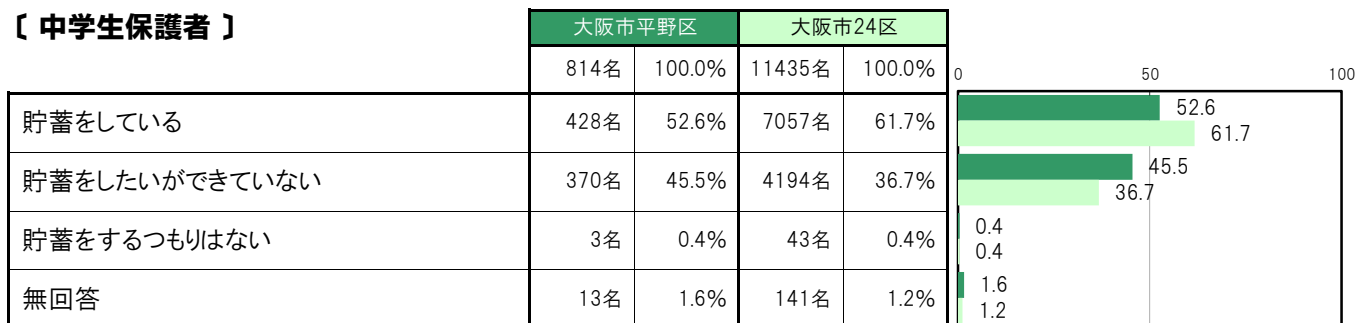 〔 中学生保護者 〕
大阪市平野区 大阪市24区
814名 100.0% 11435名 100.0%
0 50 100
貯蓄をしている 428名 52.6% 7057名 61.7%
52.6
61.7
貯蓄をしたいができていない 370名 45.5% 4194名 36.7%
45.5
36.7
貯蓄をするつもりはない 3名 0.4% 43名 0.4%
0.4
0.4
無回答 13名 1.6% 141名 1.2%
1.6
1.2